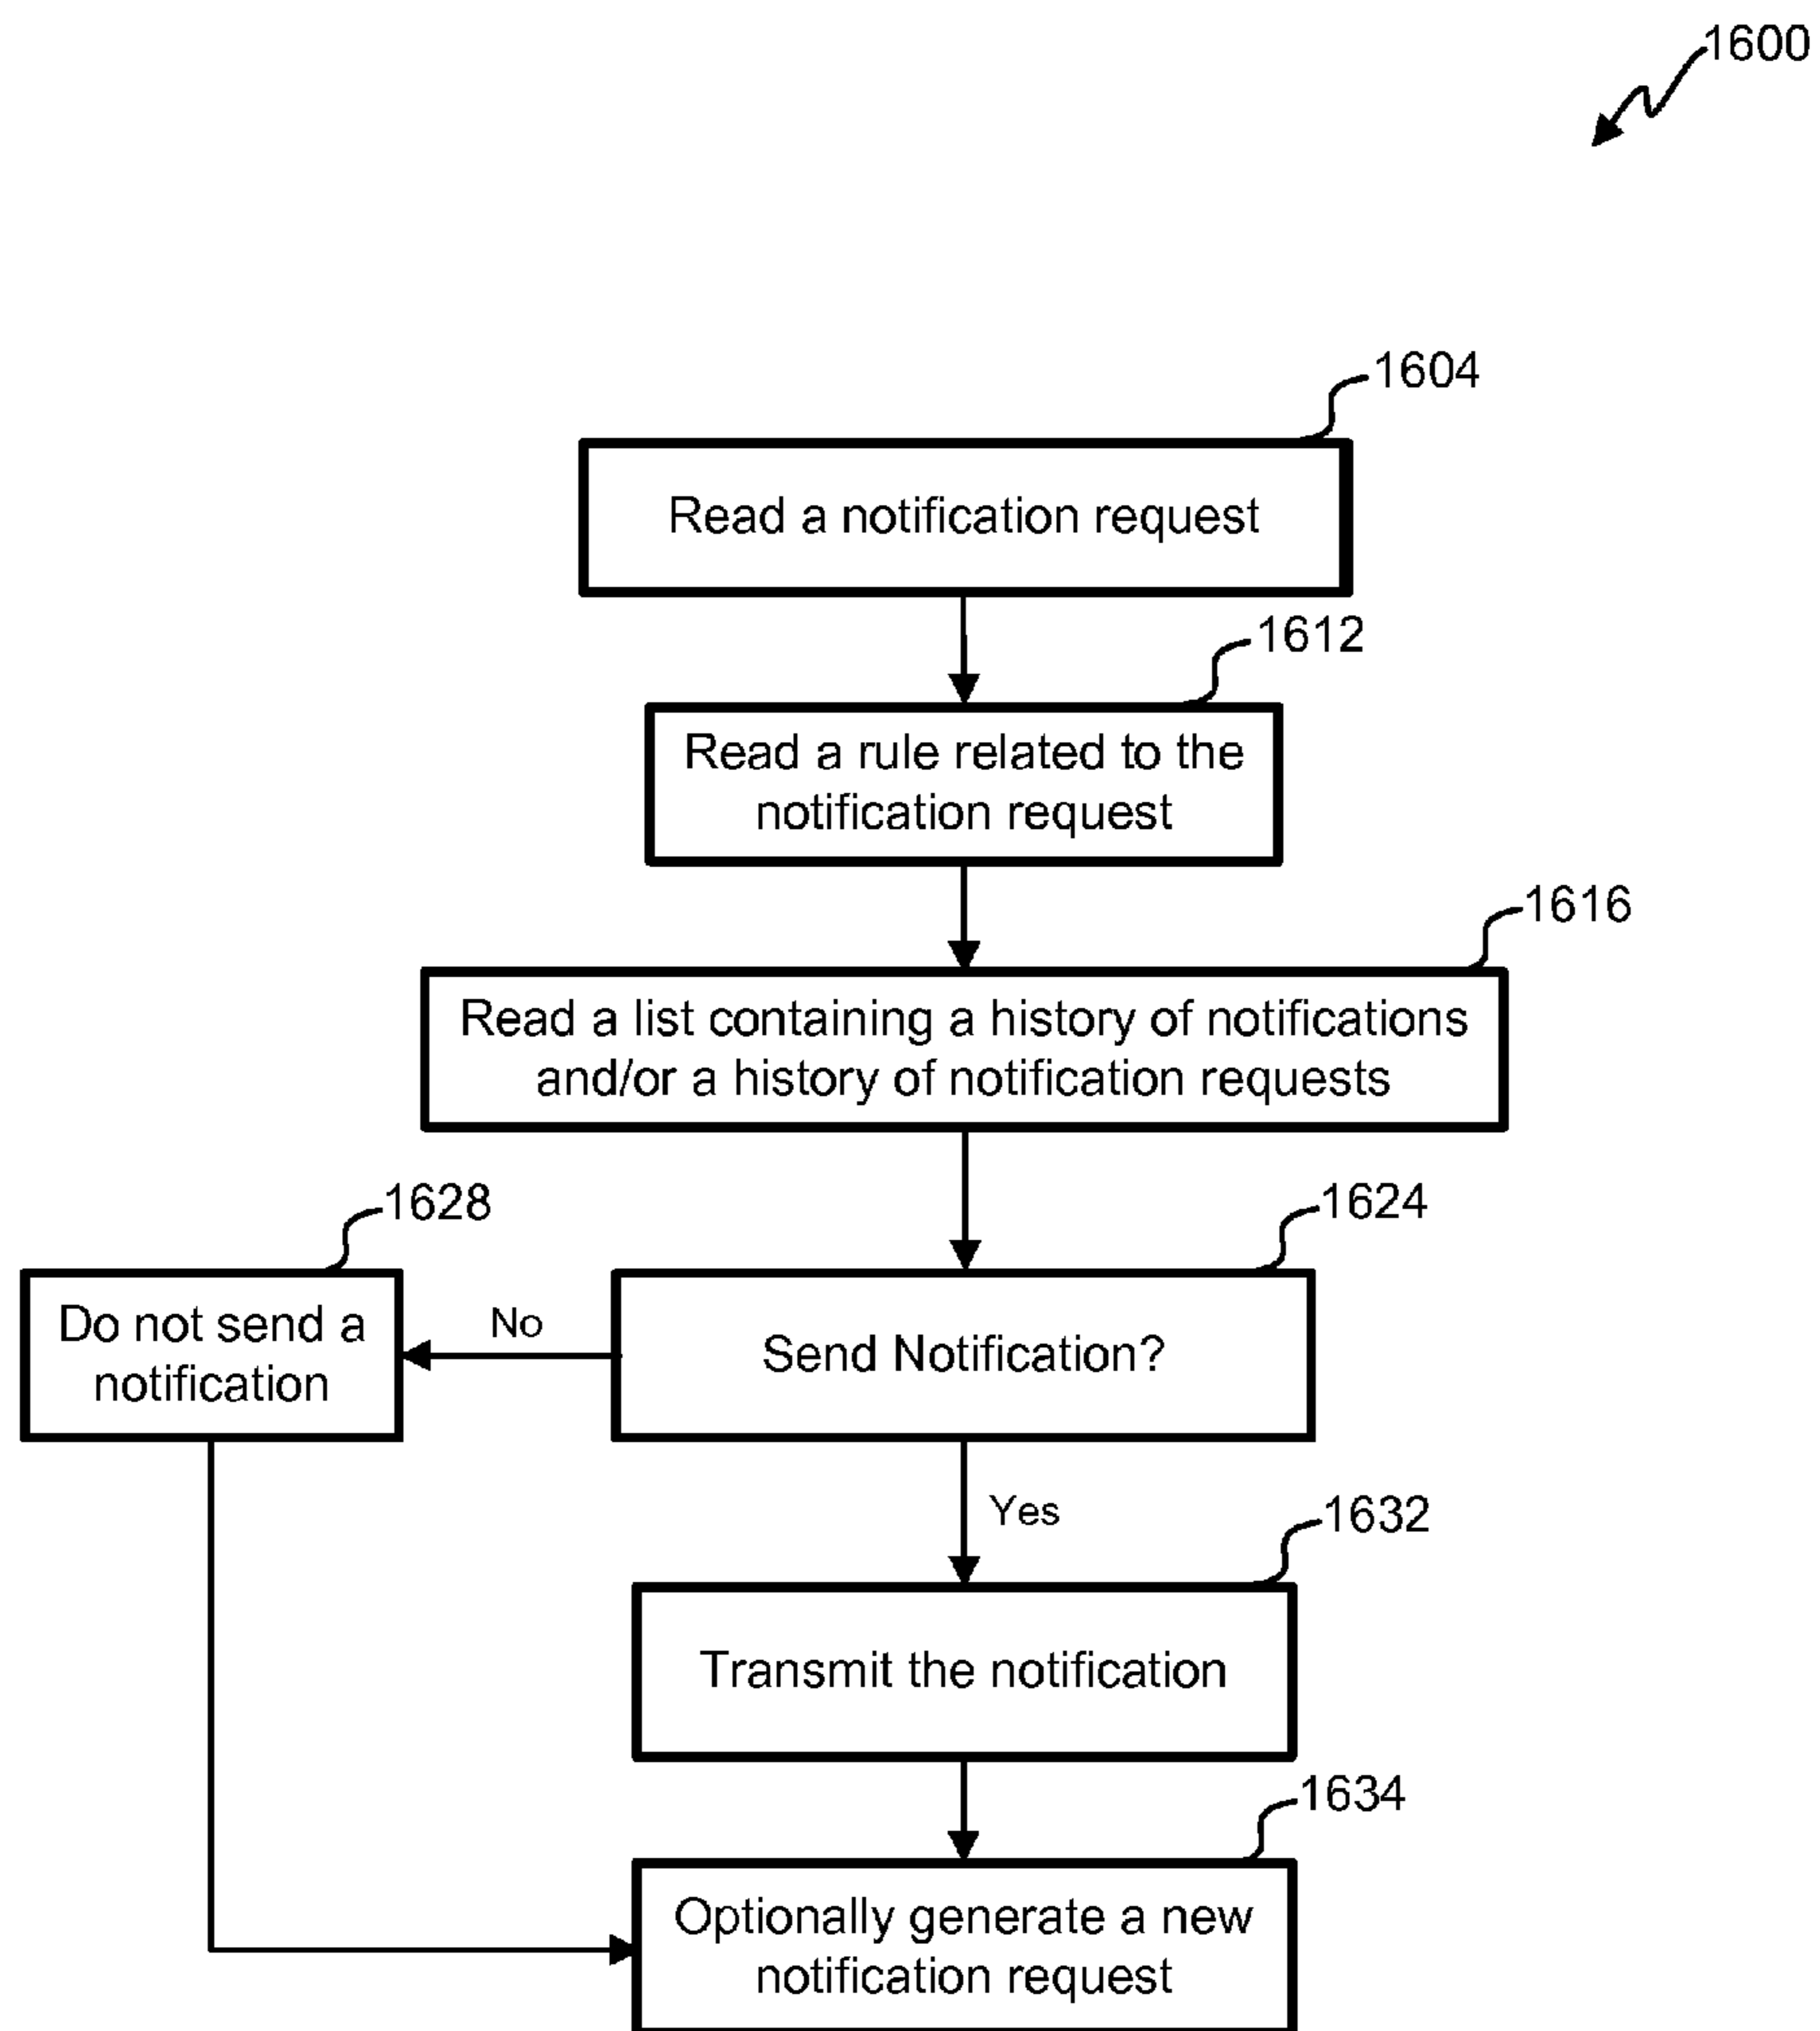 1600
1604
Read a notification request
1612
Read a rule related to the
notification request
1616
Read a list containing a history of notifications
and/or a history of notification requests
1628
1624
Do not send a
notification
No
Send Notification?
Yes
1632
Transmit the notification
1634
Optionally generate a new
notification request